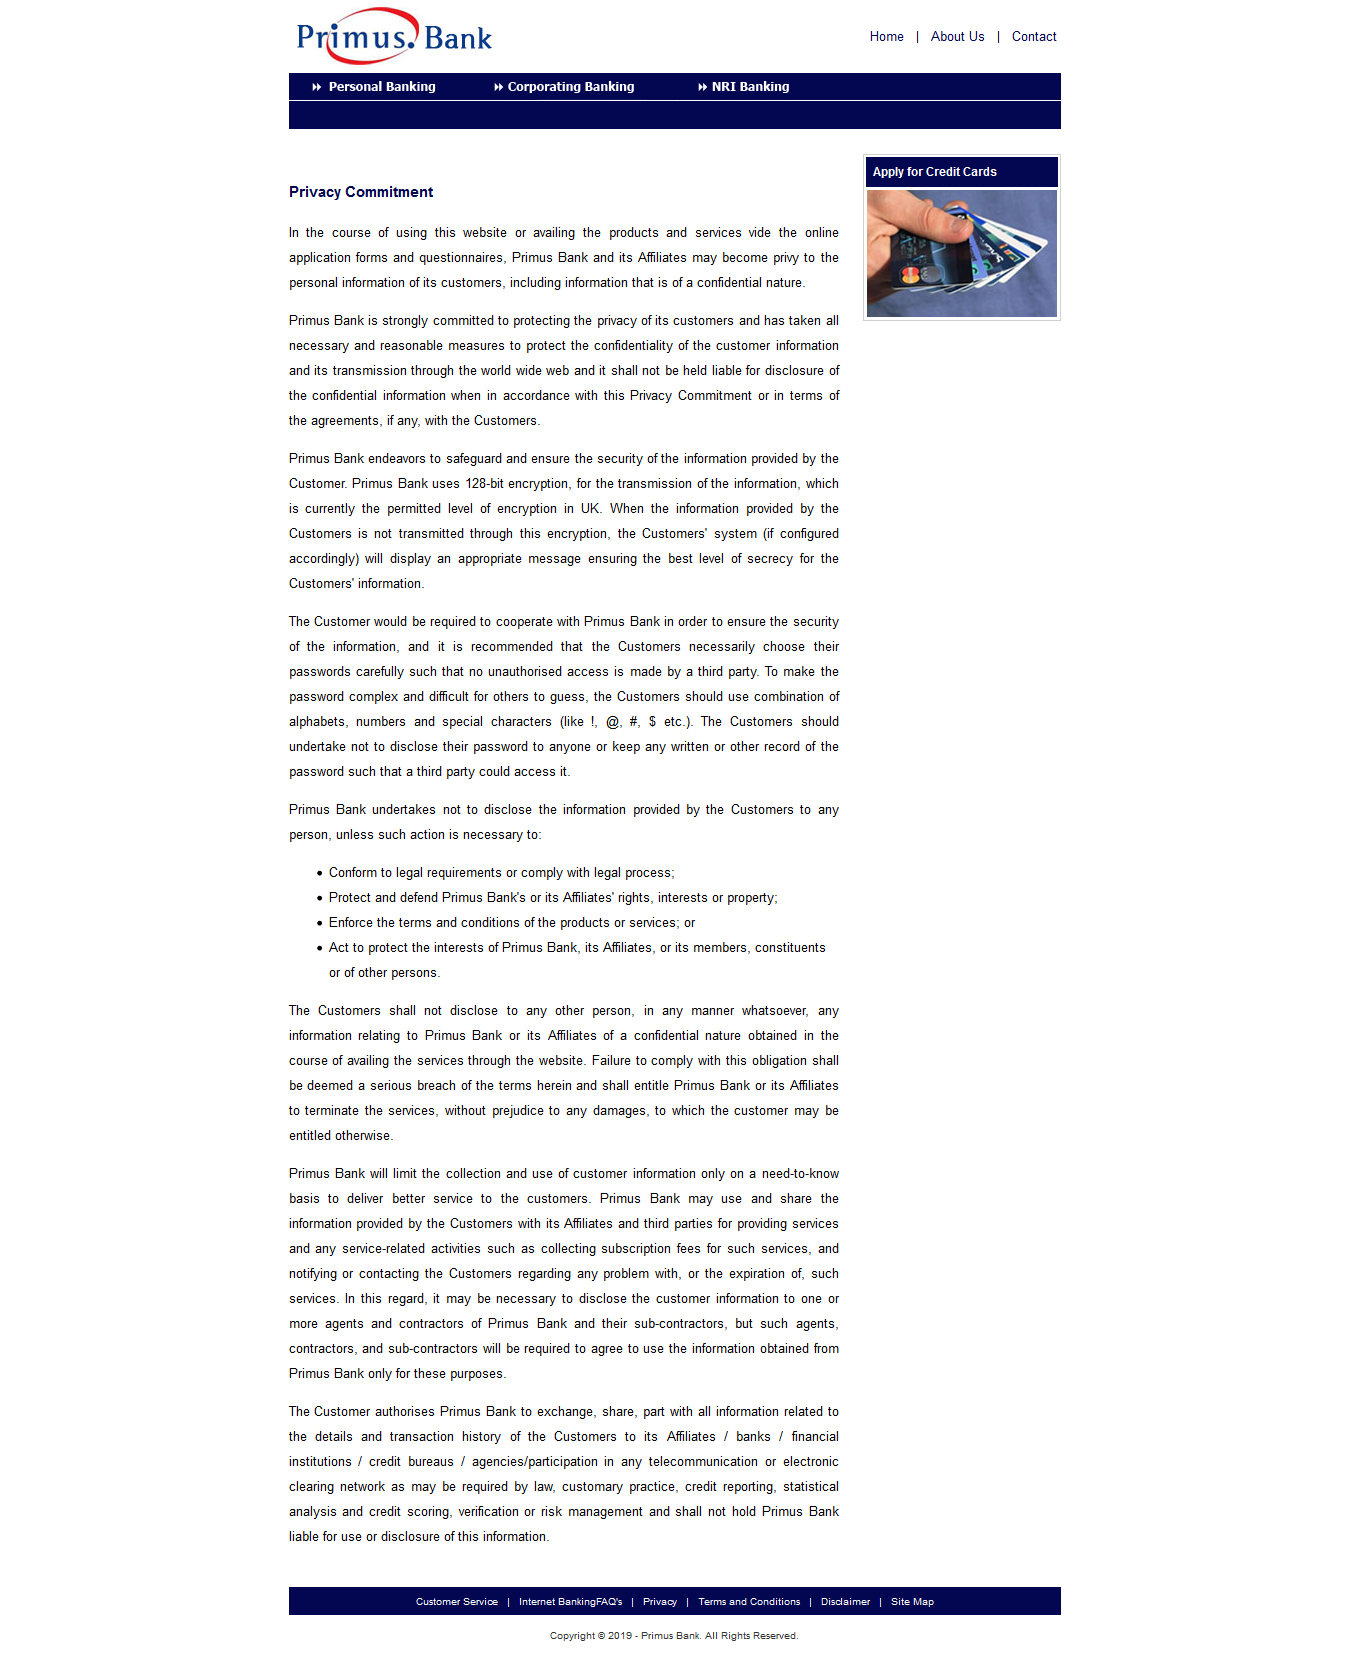 Primus. Bank
Home | About Us | Contact
Personal Banking Corporating Banking NRI Banking
Apply for Credit Cards
Privacy Commitment
In the course of using this website or availing the products and services vide the online
application forms and questionnaires, Primus Bank and its Affiliates may become privy to the
personal information of its customers, including information that is of a confidential nature.
Primus Bank is strongly committed to protecting the privacy of its customers and has taken all
necessary and reasonable measures to protect the confidentiality of the customer information
and its transmission through the world wide web and it shall not be held liable for disclosure of
the confidential information when in accordance with this Privacy Commitment or in terms of
the agreements, if any, with the Customers.
Primus Bank endeavors to safeguard and ensure the security of the information provided by the
Customer. Primus Bank uses 128-bit encryption, for the transmission of the information, which
is currently the permitted level of encryption in UK. When the information provided by the
Customers is not transmitted through this encryption, the Customers' system (if configured
accordingly) will display an appropriate message ensuring the best level of secrecy for the
Customers' information.
The Customer would be required to cooperate with Primus Bank in order to ensure the security
of the information, and it is recommended that the Customers necessarily choose their
passwords carefully such that no unauthorised access is made by a third party. To make the
password complex and difficult for others to guess, the Customers should use combination of
alphabets, numbers and special characters (like !, @, #, $ etc.). The Customers should
undertake not to disclose their password to anyone or keep any written or other record of the
password such that a third party could access it.
Primus Bank undertakes not to disclose the information provided by the Customers to any
person, unless such action is necessary to:
• Conform to legal requirements or comply with legal process;
• Protect and defend Primus Bank's or its Affiliates' rights, interests or property;
• Enforce the terms and conditions of the products or services; or
• Act to protect the interests of Primus Bank, its Affiliates, or its members, constituents
or of other persons.
The Customers shall not disclose to any other person, in any manner whatsoever, any
information relating to Primus Bank or its Affiliates of a confidential nature obtained in the
course of availing the services through the website. Failure to comply with this obligation shall
be deemed a serious breach of the terms herein and shall entitle Primus Bank or its Affiliates
to terminate the services, without prejudice to any damages, to which the customer may be
entitled otherwise.
Primus Bank will limit the collection and use of customer information only on a need-to-know
basis to deliver better service to the customers. Primus Bank may use and share the
information provided by the Customers with its Affiliates and third parties for providing services
and any service-related activities such as collecting subscription fees for such services, and
notifying or contacting the Customers regarding any problem with, or the expiration of, such
services. In this regard, it may be necessary to disclose the customer information to one or
more agents and contractors of Primus Bank and their sub-contractors, but such agents,
contractors, and sub-contractors will be required to agree to use the information obtained from
Primus Bank only for these purposes.
The Customer authorises Primus Bank to exchange, share, part with all information related to
the details and transaction history of the Customers to its Affiliates / banks / financial
institutions / credit bureaus / agencies/participation in any telecommunication or electronic
clearing network as may be required by law, customary practice, credit reporting, statistical
analysis and credit scoring, verification or risk management and shall not hold Primus Bank
liable for use or disclosure of this information.
Customer Service | Internet BankingFAQ's | Privacy | Terms and Conditions | Disclaimer | Site Map
Copyright © 2019 - Primus Bank. All Rights Reserved.